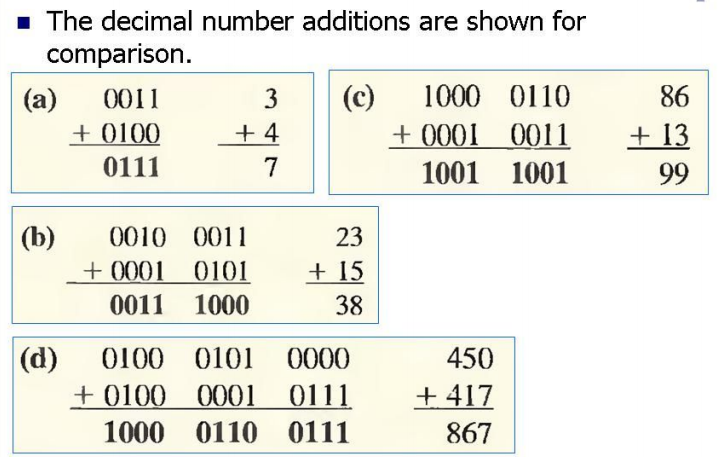 ■ The decimal number additions are shown for
comparison.
(a) 0011 3
+ 0100 + 4
0111 7
(c) 1000 0110 86
+ 0001 0011 + 13
1001 1001 99
(b) 0010 0011 23
+ 0001 0101 + 15
0011 1000 38
(d) 0100 0101 0000 450
+ 0100 0001 0111 + 417
1000 0110 0111 867